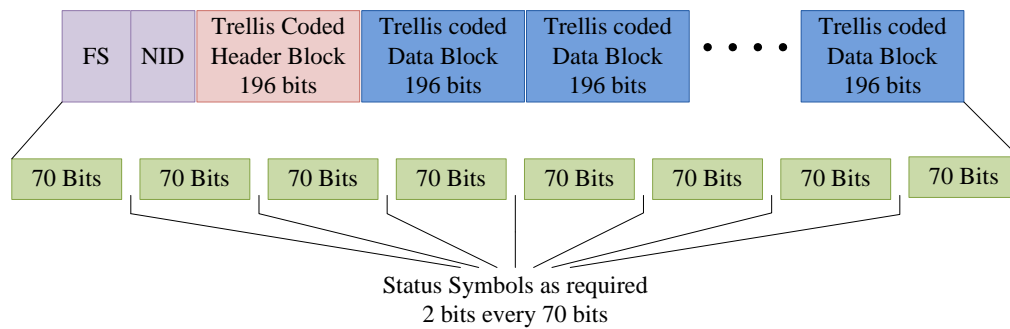 FS
NID
Trellis Coded
Header Block
196 bits
Trellis coded
Data Block
196 bits
Trellis coded
Data Block
196 bits
Trellis coded
Data Block
196 bits
70 Bits
70 Bits
70 Bits
70 Bits
70 Bits
70 Bits
70 Bits
70 Bits
Status Symbols as required
2 bits every 70 bits